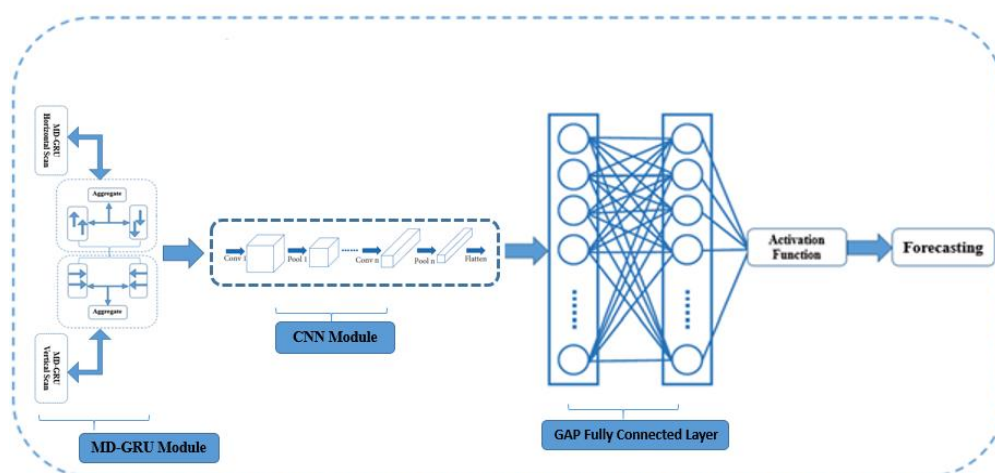 MD-GRU
Horizontal Scan
Aggregate
Aggregate
MD-GRU
Vertical Scan
MD-GRU Module
Conv 1
Pool 1
Conv n
Pool n
Flatten
CNN Module
GAP Fully Connected Layer
Activation
Function
Forecasting